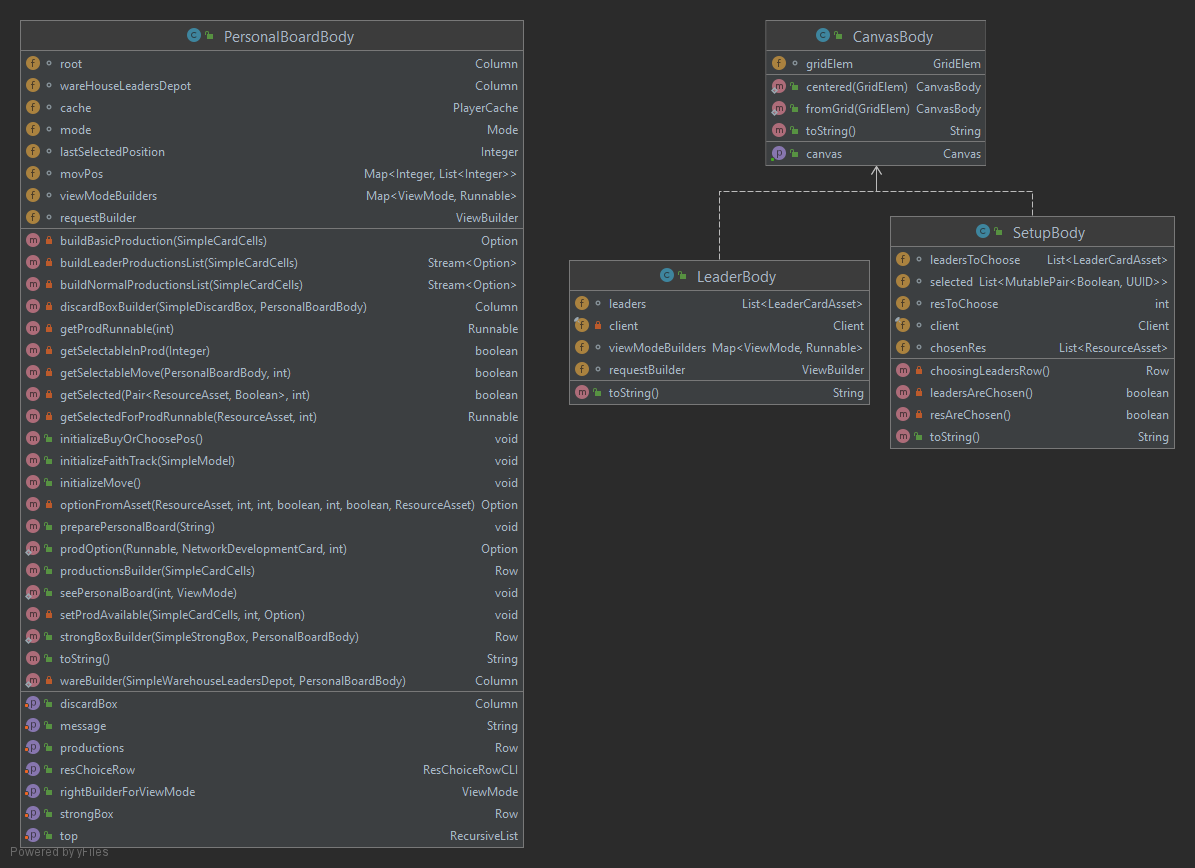 PersonalBoardBody
root Column
wareHouseLeadersDepot Column
cache PlayerCache
mode Mode
lastSelectedPosition Integer
movPos Map<Integer, List<Integer>>
viewModeBuilders Map<ViewMode, Runnable>
requestBuilder ViewBuilder
buildBasicProduction(SimpleCardCells) Option
buildLeaderProductionsList(SimpleCardCells) Stream<Option>
buildNormalProductionsList(SimpleCardCells) Stream<Option>
discardBoxBuilder(SimpleDiscardBox, PersonalBoardBody) Column
getProdRunnable(int) Runnable
getSelectableInProd(Integer) boolean
getSelectableMove(PersonalBoardBody, int) boolean
getSelected(Pair<ResourceAsset, Boolean>, int) boolean
getSelectedForProdRunnable(ResourceAsset, int) Runnable
initializeBuyOrChoosePos() void
initializeFaithTrack(SimpleModel) void
initializeMove() void
optionFromAsset(ResourceAsset, int, int, boolean, int, boolean, ResourceAsset) Option
preparePersonalBoard(String) void
prodOption(Runnable, NetworkDevelopmentCard, int) Option
productionsBuilder(SimpleCardCells) Row
seePersonalBoard(int, ViewMode) void
setProdAvailable(SimpleCardCells, int, Option) void
strongBoxBuilder(SimpleStrongBox, PersonalBoardBody) Row
toString() String
wareBuilder(SimpleWarehouseLeadersDepot, PersonalBoardBody) Column
discardBox Column
message String
productions Row
resChoiceRow ResChoiceRowCLI
rightBuilderForViewMode ViewMode
strongBox Row
top RecursiveList
Powered by yFiles
CanvasBody
gridElem GridElem
centered(GridElem) CanvasBody
fromGrid(GridElem) CanvasBody
toString() String
canvas Canvas
LeaderBody
leaders List<LeaderCardAsset>
client Client
viewModeBuilders Map<ViewMode, Runnable>
requestBuilder ViewBuilder
toString() String
SetupBody
leadersToChoose List<LeaderCardAsset>
selected List<MutablePair<Boolean, UUID>>
resToChoose int
client Client
chosenRes List<ResourceAsset>
choosingLeadersRow() Row
leadersAreChosen() boolean
resAreChosen() boolean
toString() String